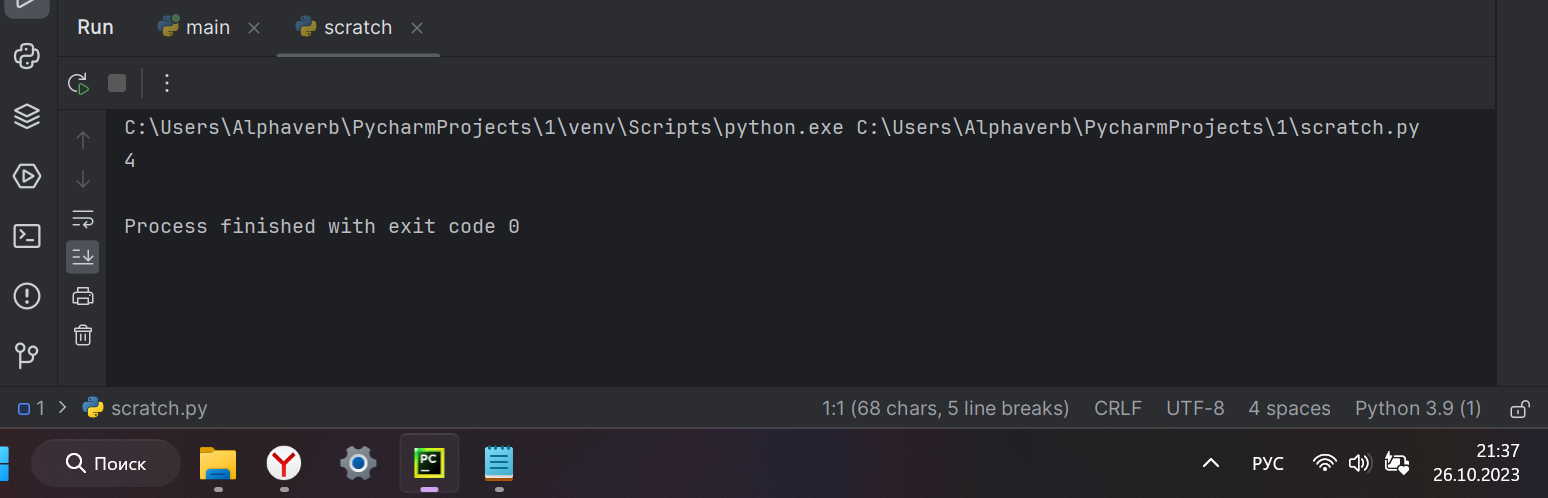 Run main scratch
C:\Users\Alphaverb\PycharmProjects\1\venv\Scripts\python.exe C:\Users\Alphaverb\PycharmProjects\1\scratch.py
4
Process finished with exit code 0
1 scratch.py 1:1 (68 chars, 5 line breaks) CRLF UTF-8 4 spaces Python 3.9 (1)
Поиск PC РУС 21:37
26.10.2023